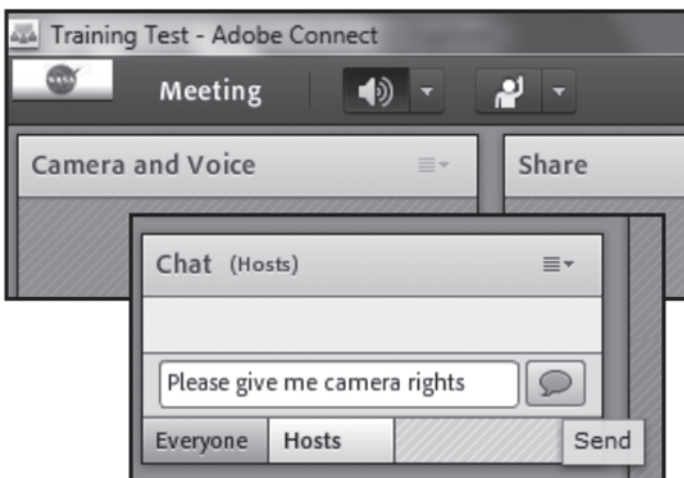 Training Test - Adobe Connect
NASA
Meeting
Camera and Voice
Share
Chat (Hosts)
Please give me camera rights
Everyone Hosts
Send